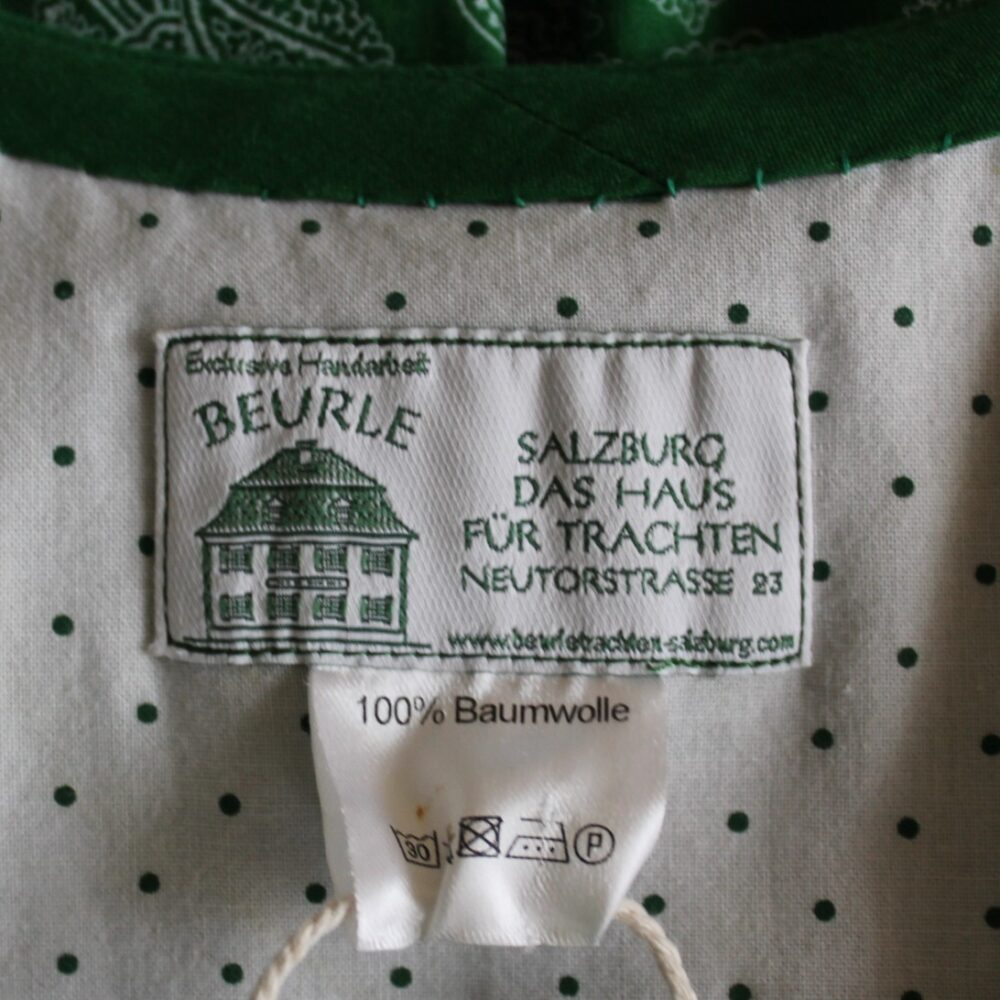 Exclusive Handarbeit
BEURLE
SALZBURG
DAS HAUS
FÜR TRACHTEN
NEUTORSTRASSE 23
www.beurletrachten-salzburg.com
100% Baumwolle
30
P